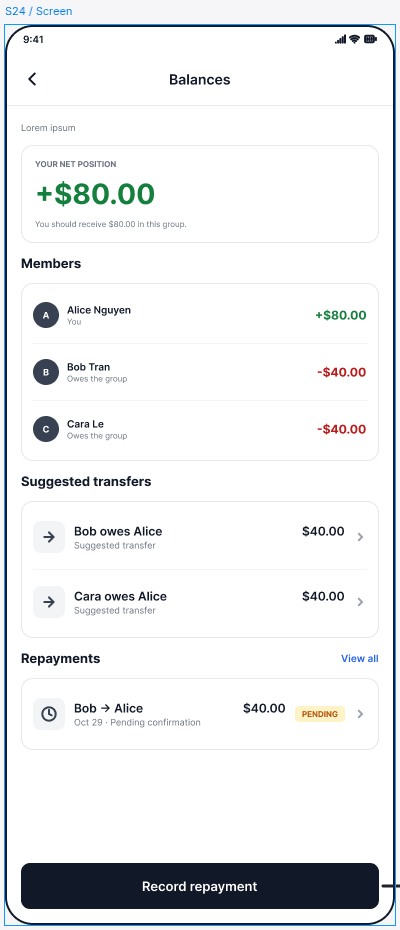 S24 / Screen
9:41
Balances
Lorem ipsum
YOUR NET POSITION
+$80.00
You should receive $80.00 in this group.
Members
A
Alice Nguyen
You
+$80.00
B
Bob Tran
Owes the group
-$40.00
C
Cara Le
Owes the group
-$40.00
Suggested transfers
Bob owes Alice
Suggested transfer
$40.00
Cara owes Alice
Suggested transfer
$40.00
Repayments
View all
Bob → Alice
Oct 29 · Pending confirmation
$40.00
PENDING
Record repayment